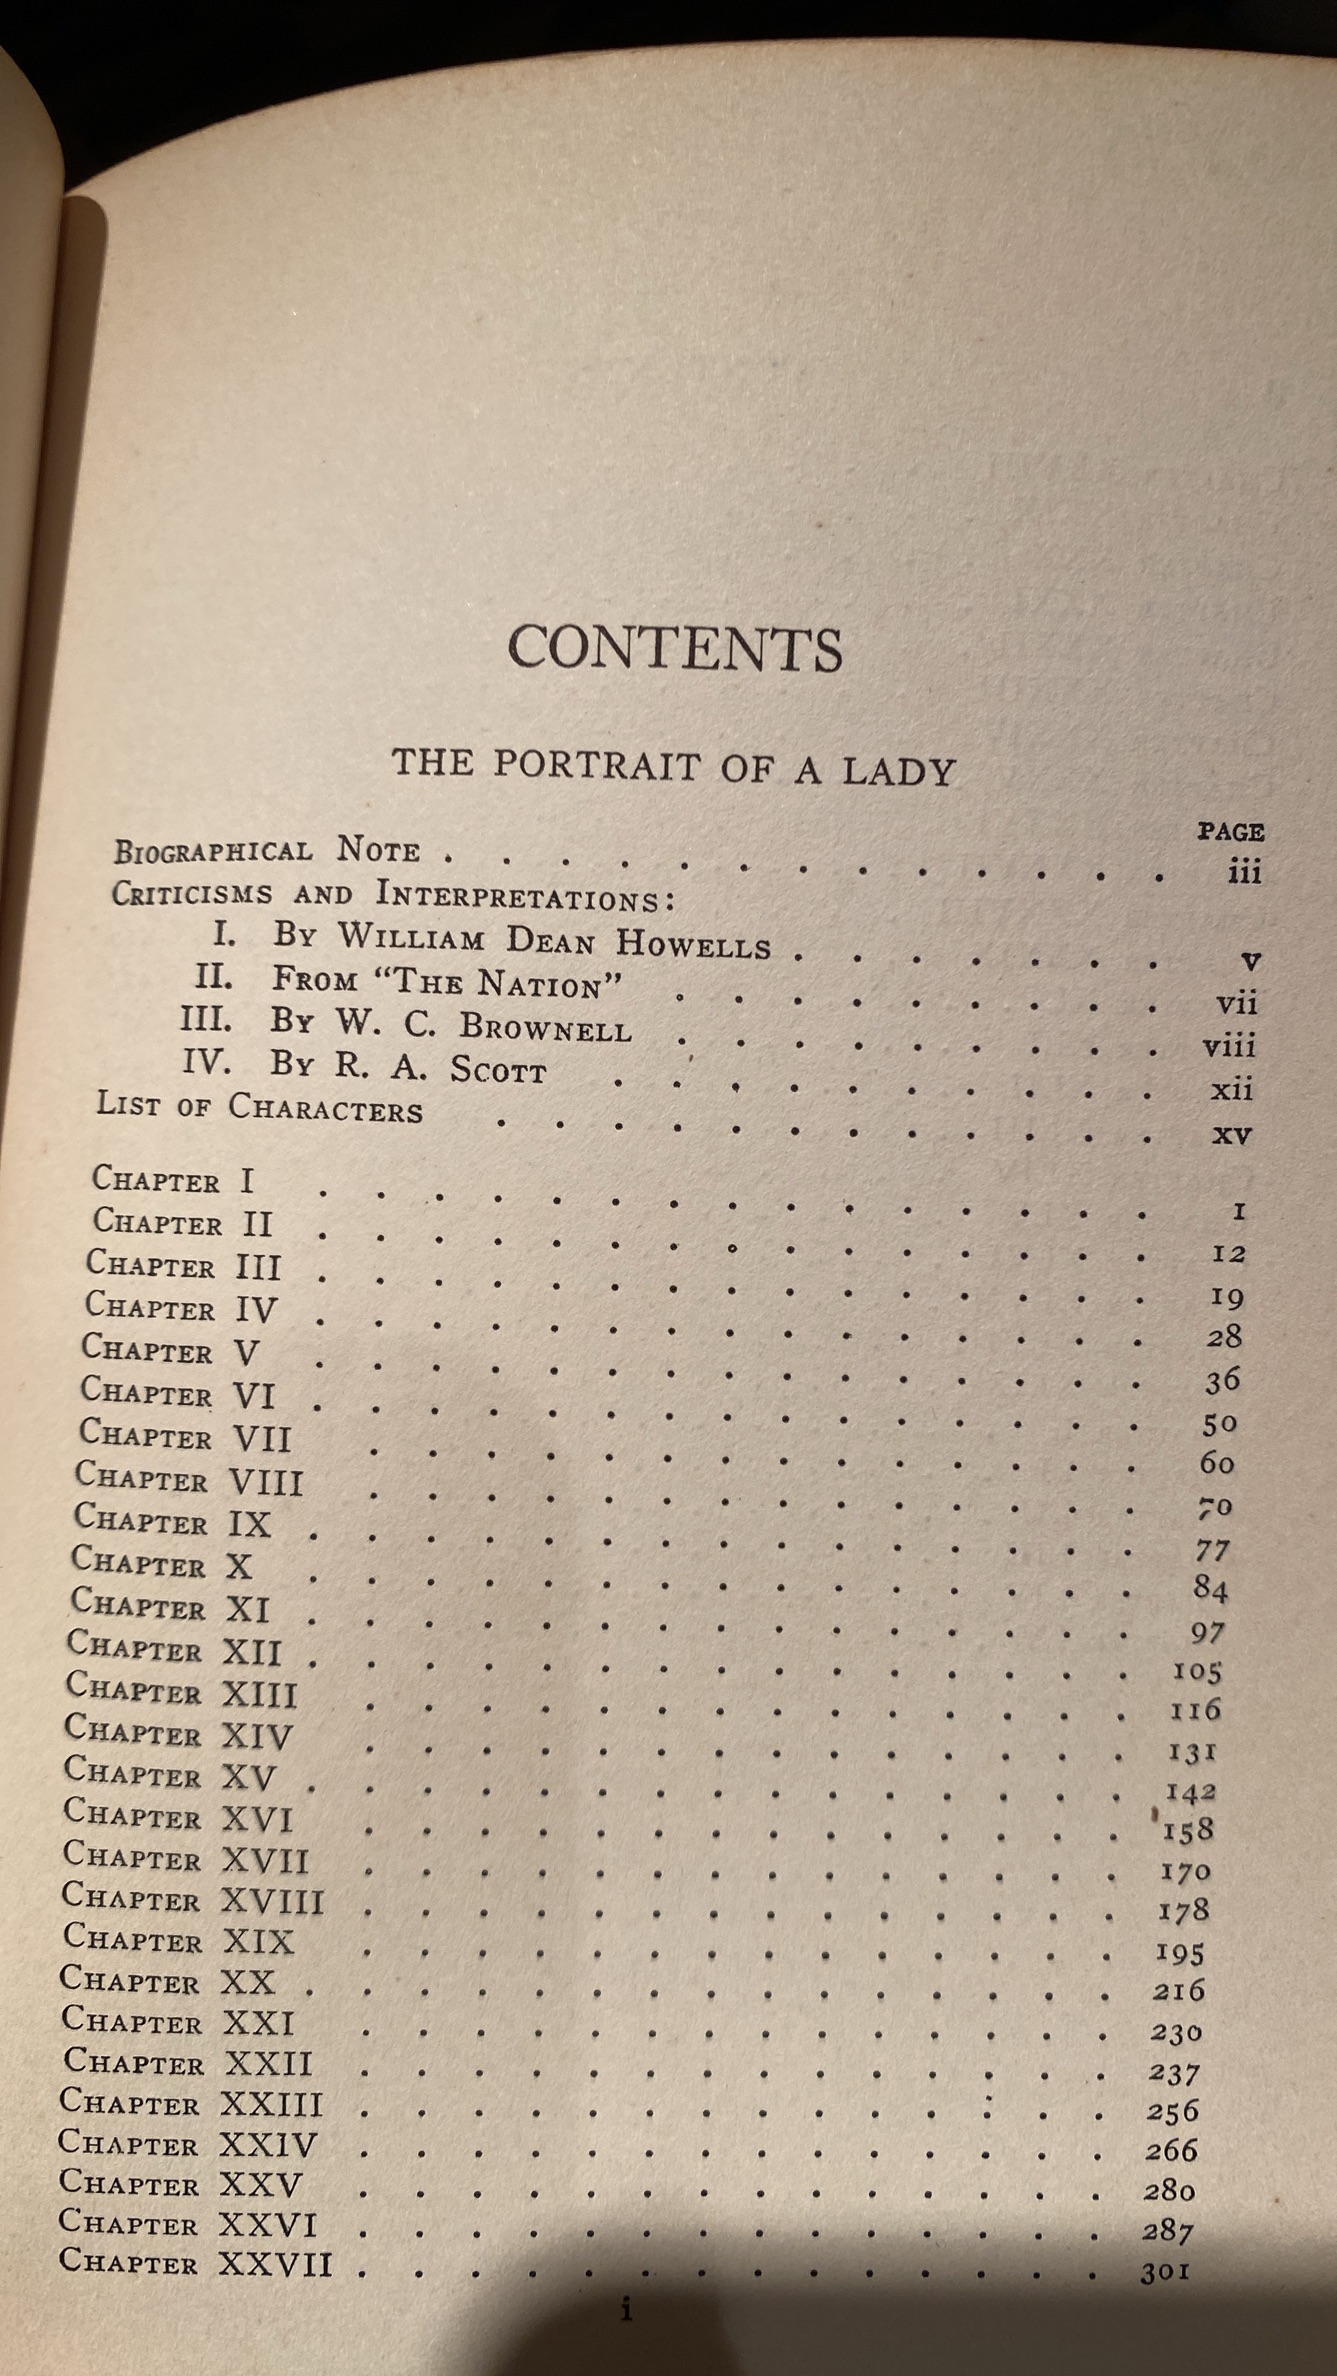 CONTENTS
THE PORTRAIT OF A LADY
PAGE
BIOGRAPHICAL NOTE . . . . . . . . . . . . . iii
CRITICISMS AND INTERPRETATIONS:
I. BY WILLIAM DEAN HOWELLS . . . . . . . v
II. FROM “THE NATION” . . . . . . . . . vii
III. BY W. C. BROWNELL . . . . . . . . . viii
IV. BY R. A. SCOTT . . . . . . . . . . xii
LIST OF CHARACTERS . . . . . . . . . . . . xv
CHAPTER I . . . . . . . . . . . . . . . 1
CHAPTER II . . . . . . . . . . . . . . . 12
CHAPTER III . . . . . . . . . . . . . . . 19
CHAPTER IV . . . . . . . . . . . . . . . 28
CHAPTER V . . . . . . . . . . . . . . . 36
CHAPTER VI . . . . . . . . . . . . . . . 50
CHAPTER VII . . . . . . . . . . . . . . 60
CHAPTER VIII . . . . . . . . . . . . . . 70
CHAPTER IX . . . . . . . . . . . . . . . 77
CHAPTER X . . . . . . . . . . . . . . . 84
CHAPTER XI . . . . . . . . . . . . . . . 97
CHAPTER XII . . . . . . . . . . . . . . . 105
CHAPTER XIII . . . . . . . . . . . . . . 116
CHAPTER XIV . . . . . . . . . . . . . . 131
CHAPTER XV . . . . . . . . . . . . . . . 142
CHAPTER XVI . . . . . . . . . . . . . . 158
CHAPTER XVII . . . . . . . . . . . . . . 170
CHAPTER XVIII . . . . . . . . . . . . . . 178
CHAPTER XIX . . . . . . . . . . . . . . 195
CHAPTER XX . . . . . . . . . . . . . . . 216
CHAPTER XXI . . . . . . . . . . . . . . 230
CHAPTER XXII . . . . . . . . . . . . . . 237
CHAPTER XXIII . . . . . . . . . . . . . . 256
CHAPTER XXIV . . . . . . . . . . . . . . 266
CHAPTER XXV . . . . . . . . . . . . . . 280
CHAPTER XXVI . . . . . . . . . . . . . . 287
CHAPTER XXVII . . . . . . . . . . . . . . 301
i